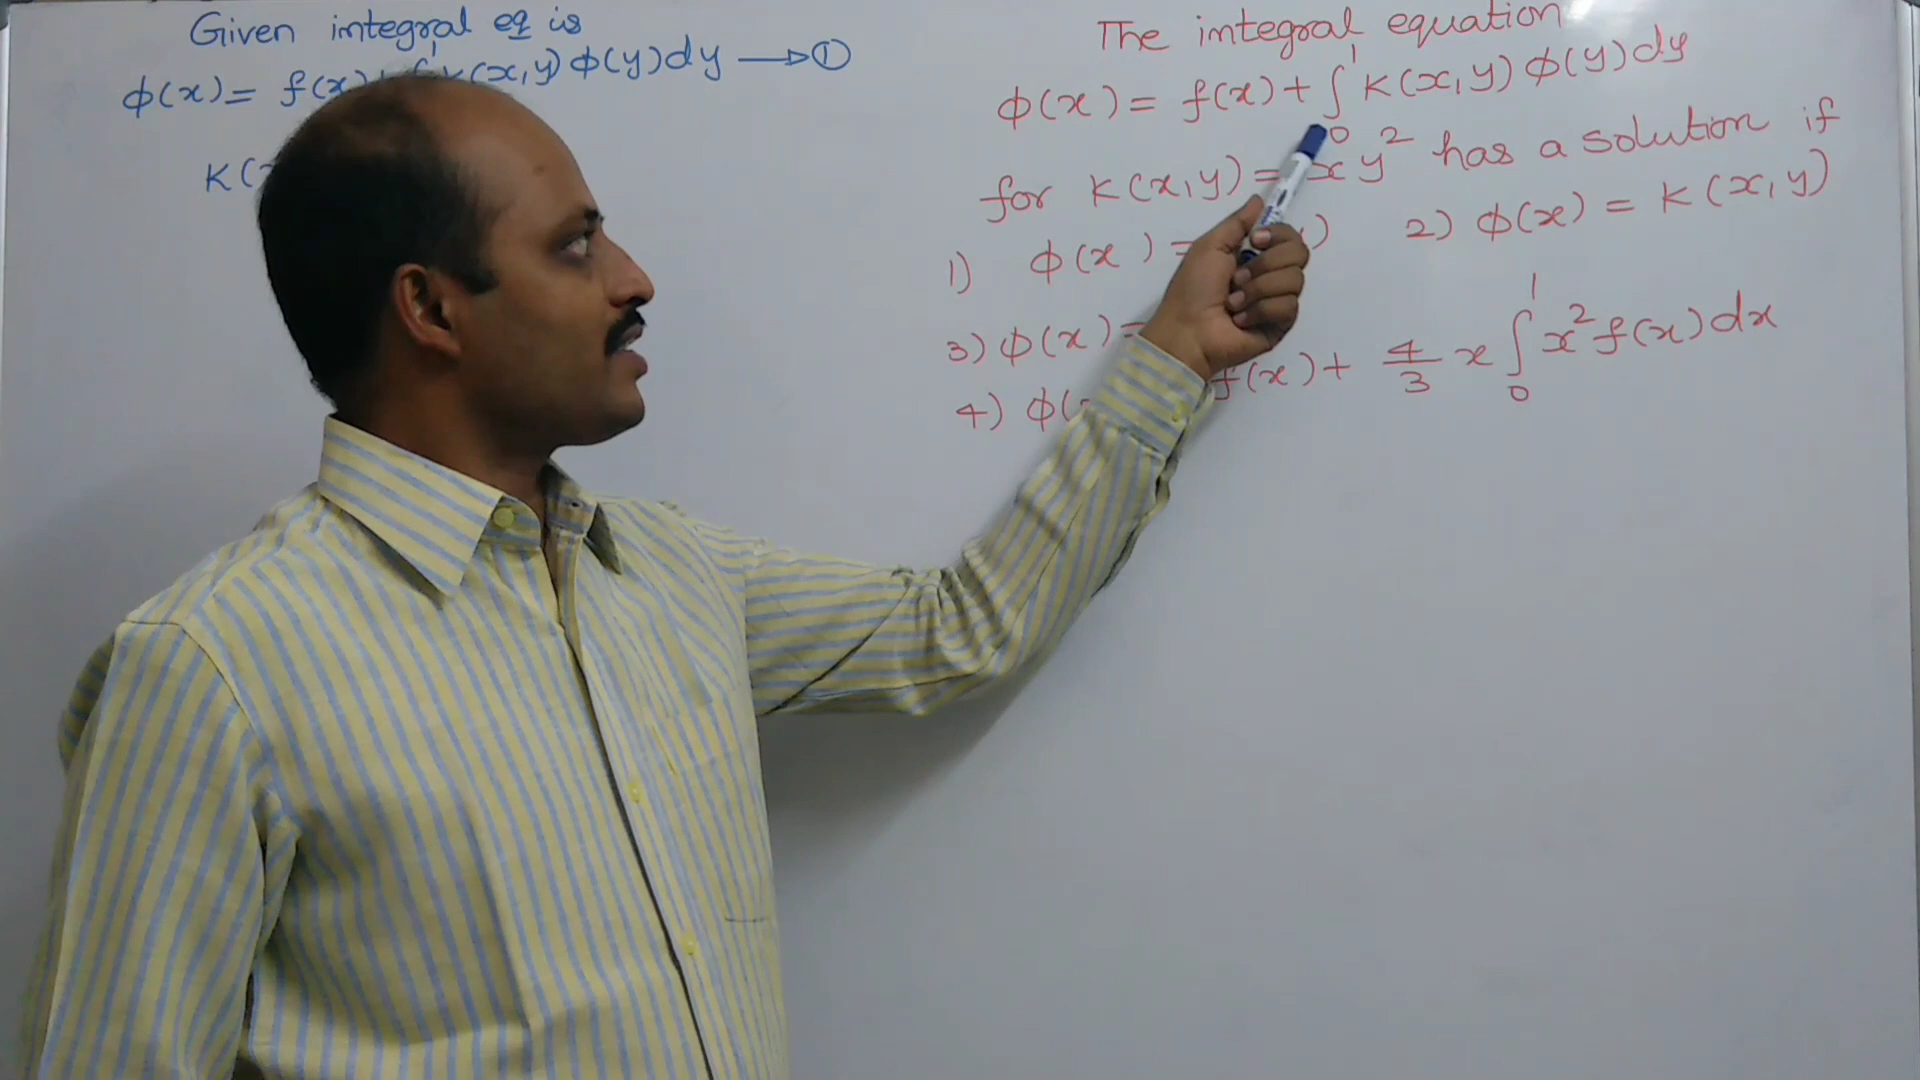 Given integral eq is
ϕ(x) = f(x) + ∫ K(x,y) ϕ(y) dy → ①
K(
The integral equation
ϕ(x) = f(x) + ∫₀¹ K(x,y) ϕ(y) dy
for K(x,y) = xy² has a solution if
1) ϕ(x) = 2) ϕ(x) = K(x,y)
3) ϕ(x) =
4) ϕ( f(x) + 4/3 x ∫₀¹ x² f(x) dx